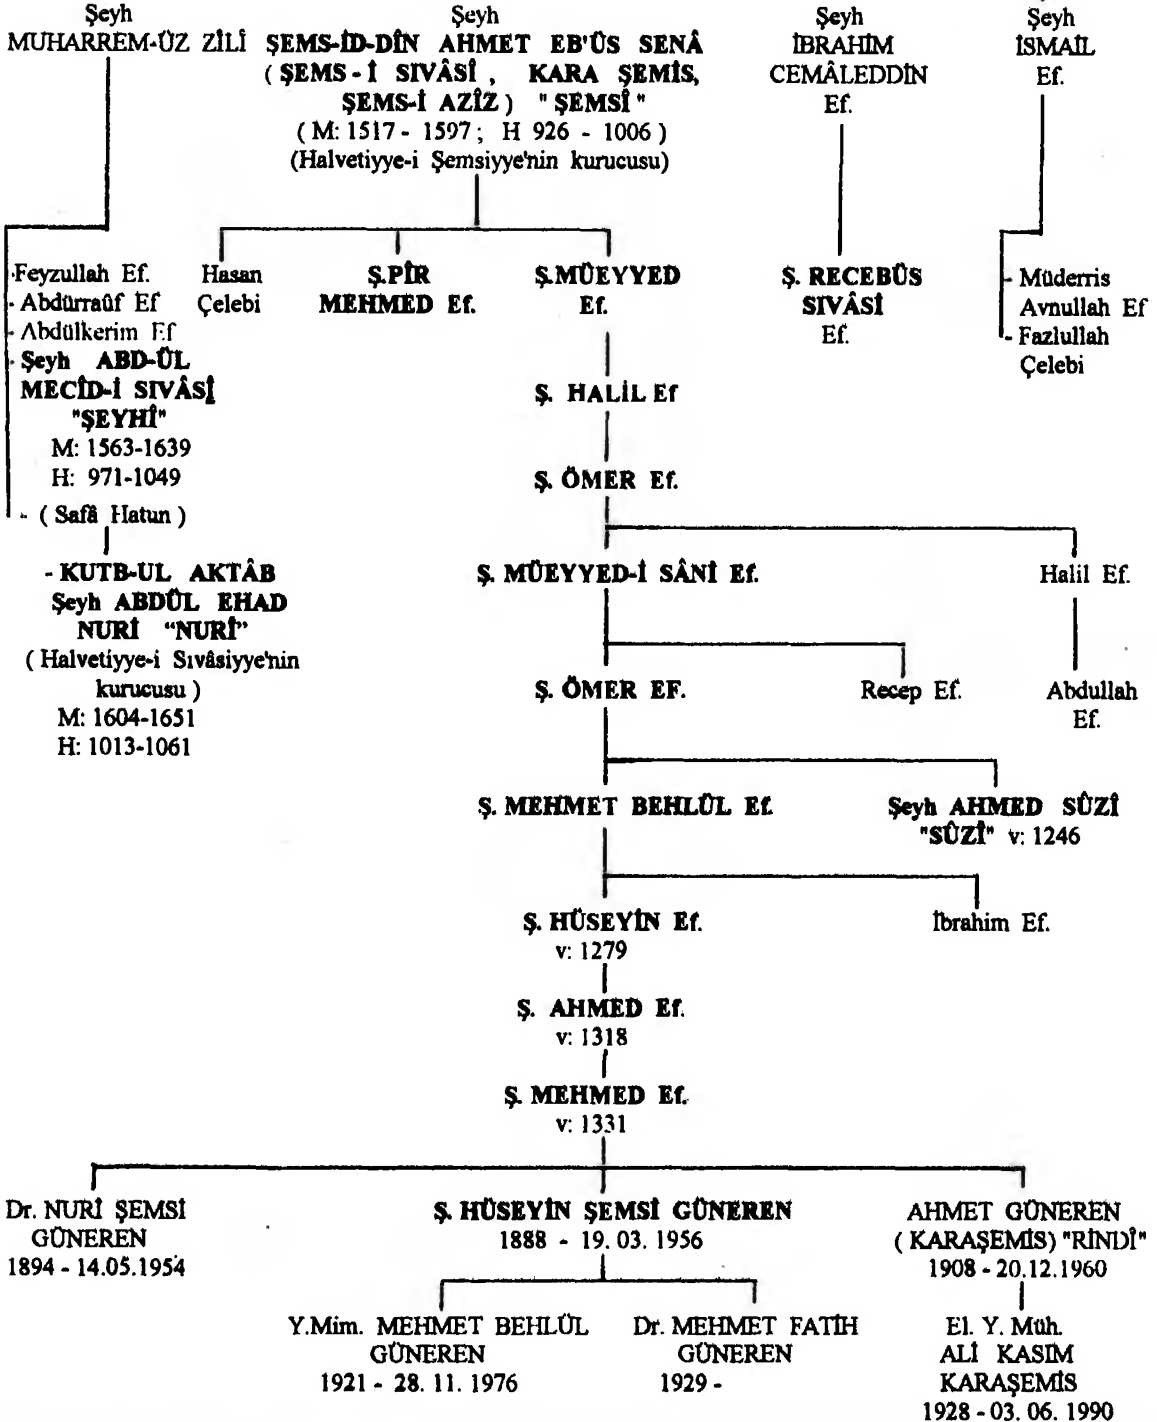 Şeyh
MUHARREM-ÜZ ZİLİ
Şeyh
ŞEMS-İD-DÎN AHMET EB'ÜS SENÂ
( ŞEMS - İ SIVÂSÎ , KARA ŞEMİS,
ŞEMS-İ AZÎZ ) " ŞEMSÎ "
( M: 1517 - 1597 ; H 926 - 1006 )
(Halvetiyye-i Şemsiyye'nin kurucusu)
Şeyh
İBRAHİM
CEMÂLEDDİN
Ef.
Şeyh
İSMAİL
Ef.
-Feyzullah Ef.
- Abdürraûf Ef
- Abdülkerim Ef
- Şeyh ABD-ÜL
MECÎD-İ SIVÂSÎ
"ŞEYHÎ"
M: 1563-1639
H: 971-1049
- ( Safâ Hatun )
- KUTB-UL AKTÂB
Şeyh ABDÜL EHAD
NURİ “NURİ”
( Halvetiyye-i Sıvâsiyye'nin
kurucusu )
M: 1604-1651
H: 1013-1061
Hasan
Çelebi
Ş.PÎR
MEHMED Ef.
Ş.MÜEYYED
Ef.
Ş. RECEBÜS
SIVÂSİ
Ef.
- Müderris
Avnullah Ef
- Fazlullah
Çelebi
Ş. HALİL Ef
Ş. ÖMER Ef.
Ş. MÜEYYED-İ SÂNİ Ef.
Halil Ef.
Ş. ÖMER EF.
Recep Ef.
Abdullah
Ef.
Ş. MEHMET BEHLÛL Ef.
Şeyh AHMED SÛZÎ
"SÛZÎ" v: 1246
Ş. HÜSEYİN Ef.
v: 1279
İbrahim Ef.
Ş. AHMED Ef.
v: 1318
Ş. MEHMED Ef.
v: 1331
Dr. NURİ ŞEMSİ
GÜNEREN
1894 - 14.05.1954
Ş. HÜSEYİN ŞEMSİ GÜNEREN
1888 - 19. 03. 1956
AHMET GÜNEREN
( KARAŞEMİS) "RİNDÎ"
1908 - 20.12.1960
Y.Mim. MEHMET BEHLÜL
GÜNEREN
1921 - 28. 11. 1976
Dr. MEHMET FATİH
GÜNEREN
1929 -
El. Y. Müh.
ALİ KASIM
KARAŞEMİS
1928 - 03. 06. 1990